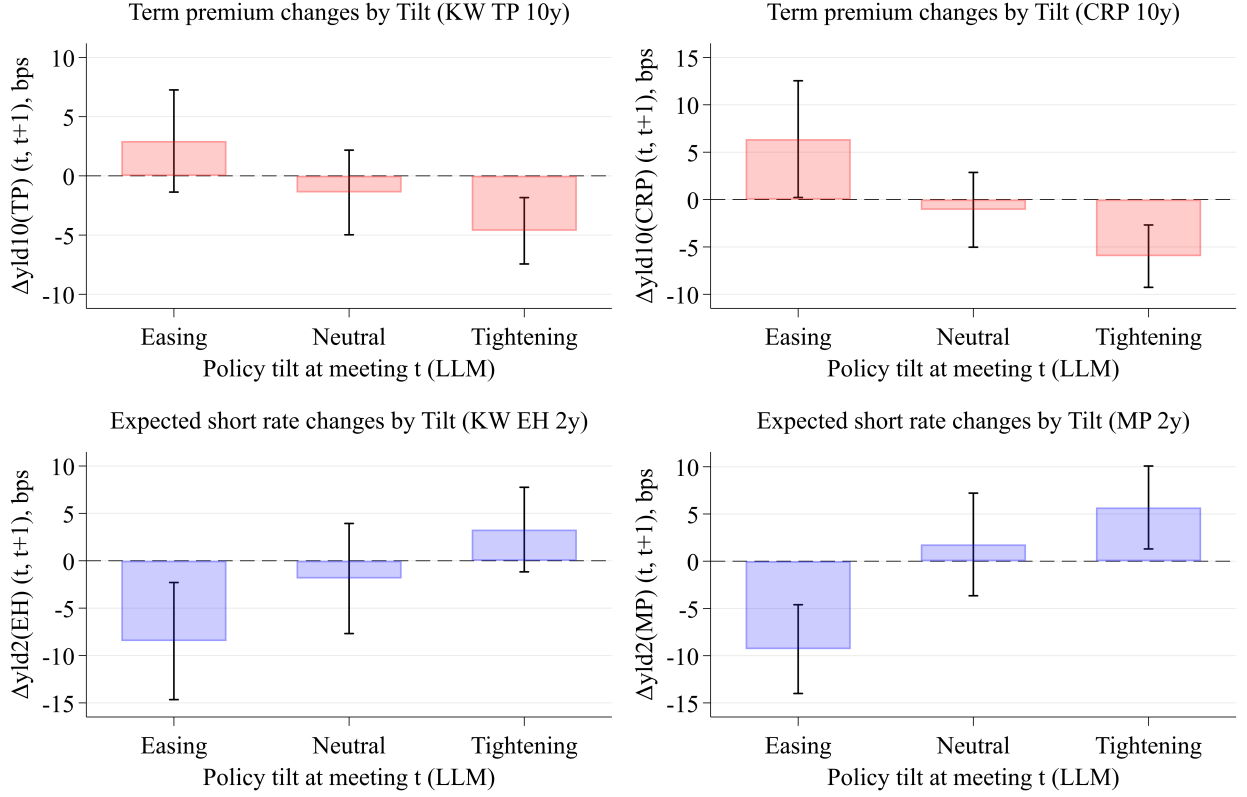 Term premium changes by Tilt (KW TP 10y)
Δyld10(TP) (t, t+1), bps
10
5
0
-5
-10
Easing
Neutral
Tightening
Policy tilt at meeting t (LLM)
Term premium changes by Tilt (CRP 10y)
Δyld10(CRP) (t, t+1), bps
15
10
5
0
-5
-10
Easing
Neutral
Tightening
Policy tilt at meeting t (LLM)
Expected short rate changes by Tilt (KW EH 2y)
Δyld2(EH) (t, t+1), bps
10
5
0
-5
-10
-15
Easing
Neutral
Tightening
Policy tilt at meeting t (LLM)
Expected short rate changes by Tilt (MP 2y)
Δyld2(MP) (t, t+1), bps
10
5
0
-5
-10
-15
Easing
Neutral
Tightening
Policy tilt at meeting t (LLM)